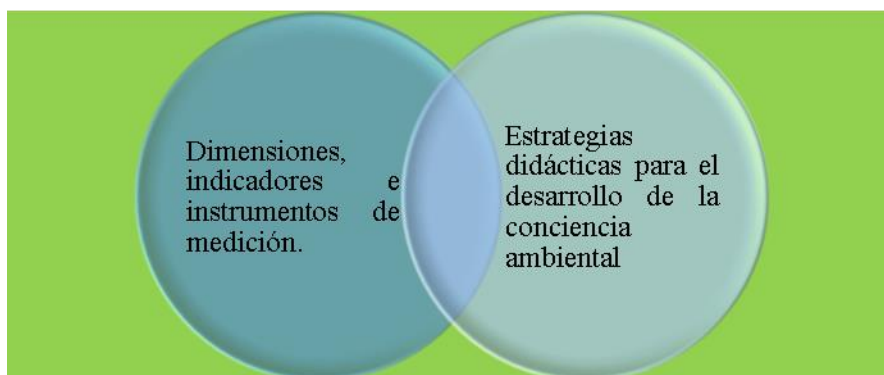 Dimensiones,
indicadores e
instrumentos de
medición.
Estrategias
didácticas para el
desarrollo de la
conciencia
ambiental